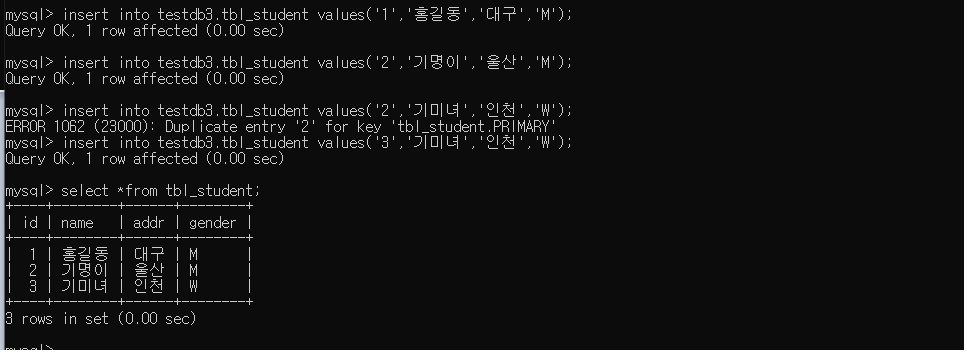 mysql> insert into testdb3.tbl_student values('1','홍길동','대구','M');
Query OK, 1 row affected (0.00 sec)
mysql> insert into testdb3.tbl_student values('2','기명이','울산','M');
Query OK, 1 row affected (0.00 sec)
mysql> insert into testdb3.tbl_student values('2','기미녀','인천','W');
ERROR 1062 (23000): Duplicate entry '2' for key 'tbl_student.PRIMARY'
mysql> insert into testdb3.tbl_student values('3','기미녀','인천','W');
Query OK, 1 row affected (0.00 sec)
mysql> select *from tbl_student;
+----+--------+------+--------+
| id | name   | addr | gender |
+----+--------+------+--------+
|  1 | 홍길동 | 대구 | M      |
|  2 | 기명이 | 울산 | M      |
|  3 | 기미녀 | 인천 | W      |
+----+--------+------+--------+
3 rows in set (0.00 sec)
mysql>